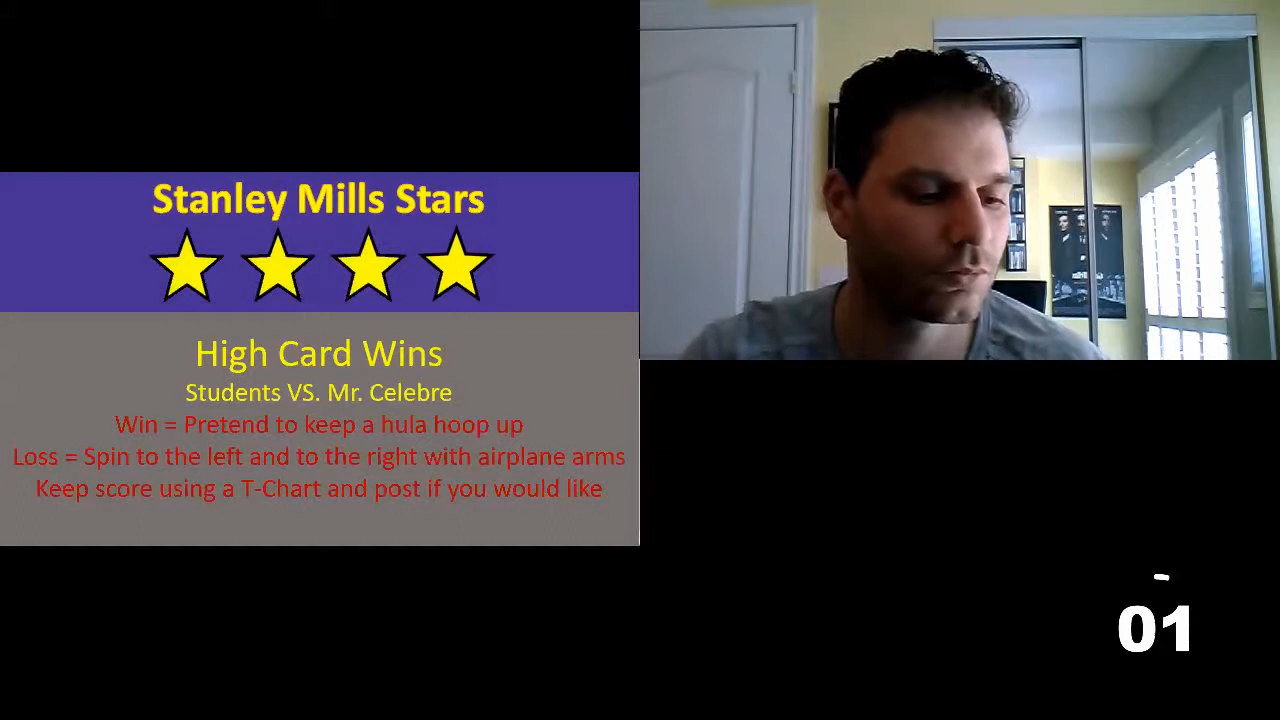 Stanley Mills Stars
High Card Wins
Students VS. Mr. Celebre
Win = Pretend to keep a hula hoop up
Loss = Spin to the left and to the right with airplane arms
Keep score using a T-Chart and post if you would like
01